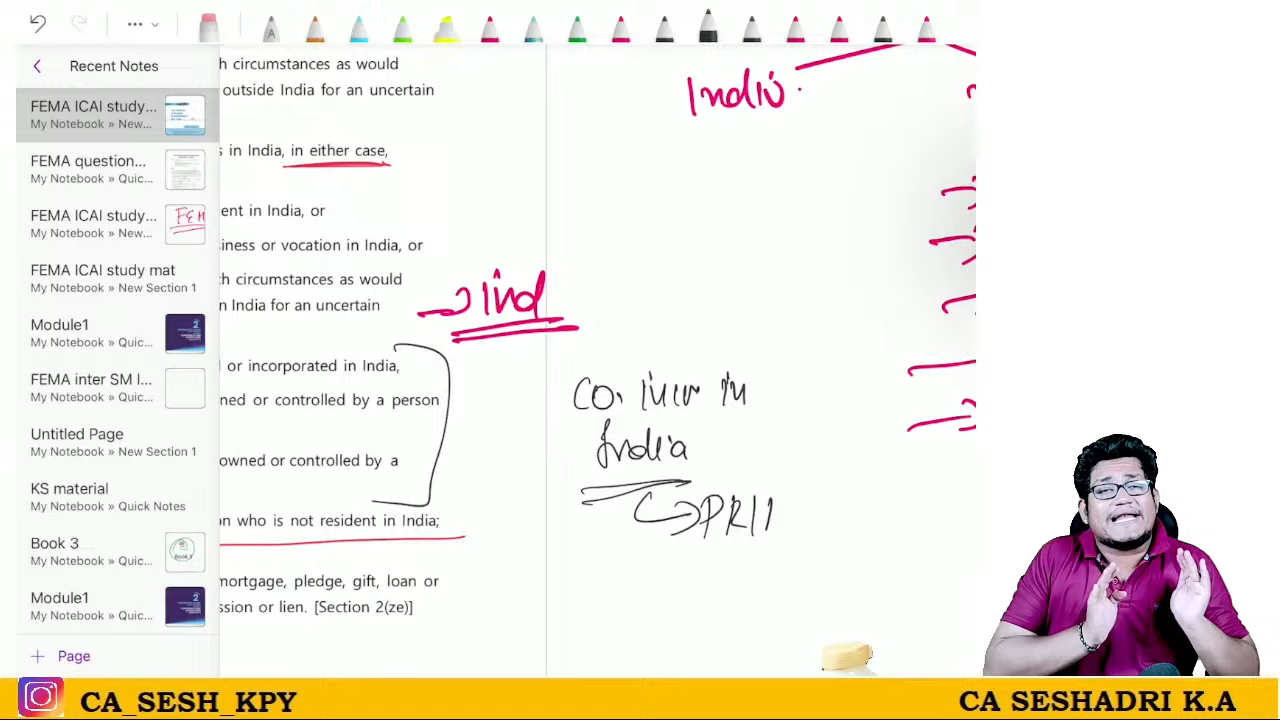 Recent Notes
FEMA ICAI study...
My Notebook » New...
FEMA question...
My Notebook » Quic...
FEMA ICAI study...
My Notebook » New...
FEMA ICAI study mat
My Notebook » New Section 1
Module1
My Notebook » Quic...
FEMA inter SM I...
My Notebook » Quic...
Untitled Page
My Notebook » New Section 1
KS material
My Notebook » Quick Notes
Book 3
My Notebook » Quic...
Module1
My Notebook » Quic...
+ Page
h circumstances as would
outside India for an uncertain
s in India, in either case,
ent in India, or
iness or vocation in India, or
h circumstances as would
n India for an uncertain
or incorporated in India,
ned or controlled by a person
owned or controlled by a
on who is not resident in India;
mortgage, pledge, gift, loan or
ssion or lien. [Section 2(ze)]
Ind
co. incr in
India
CA_SESH_KPY
CA SESHADRI K.A